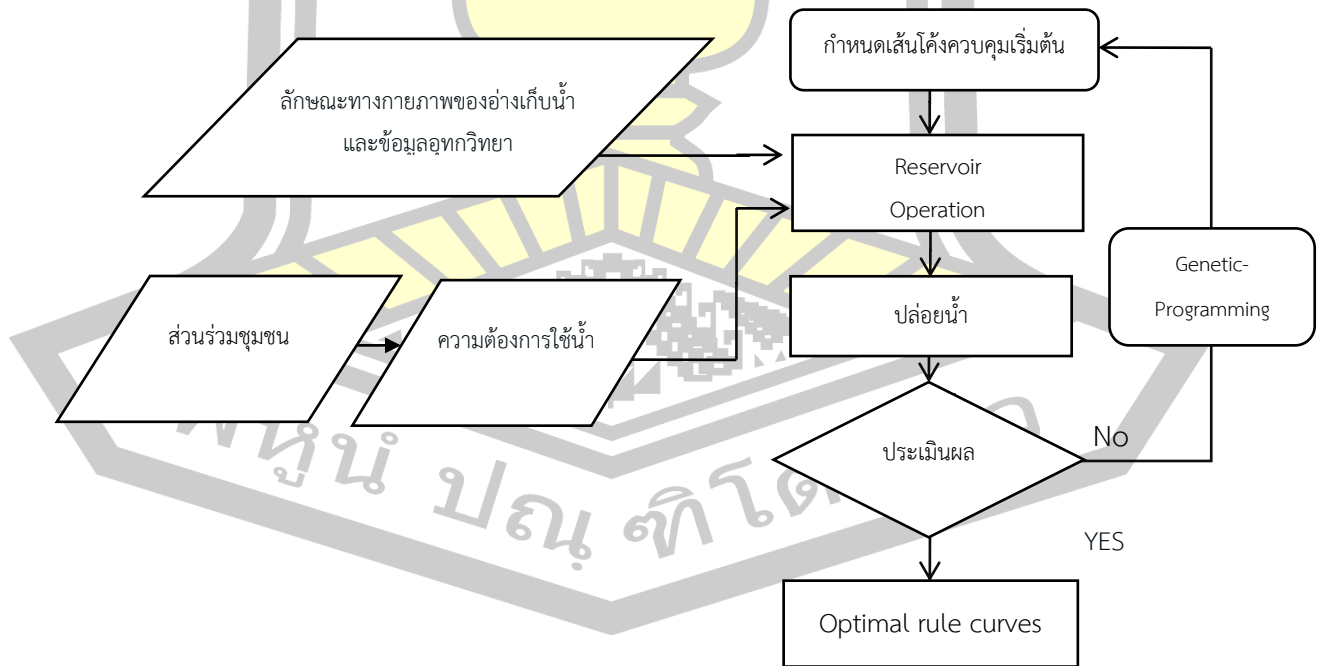 กำหนดเส้นโค้งควบคุมเริ่มต้น
ลักษณะทางกายภาพของอ่างเก็บน้ำ
และข้อมูลอุทกวิทยา
Reservoir
Operation
Genetic-
Programming
ปล่อยน้ำ
ส่วนร่วมชุมชน
ความต้องการใช้น้ำ
ประเมินผล
No
YES
Optimal rule curves
ปณฺ